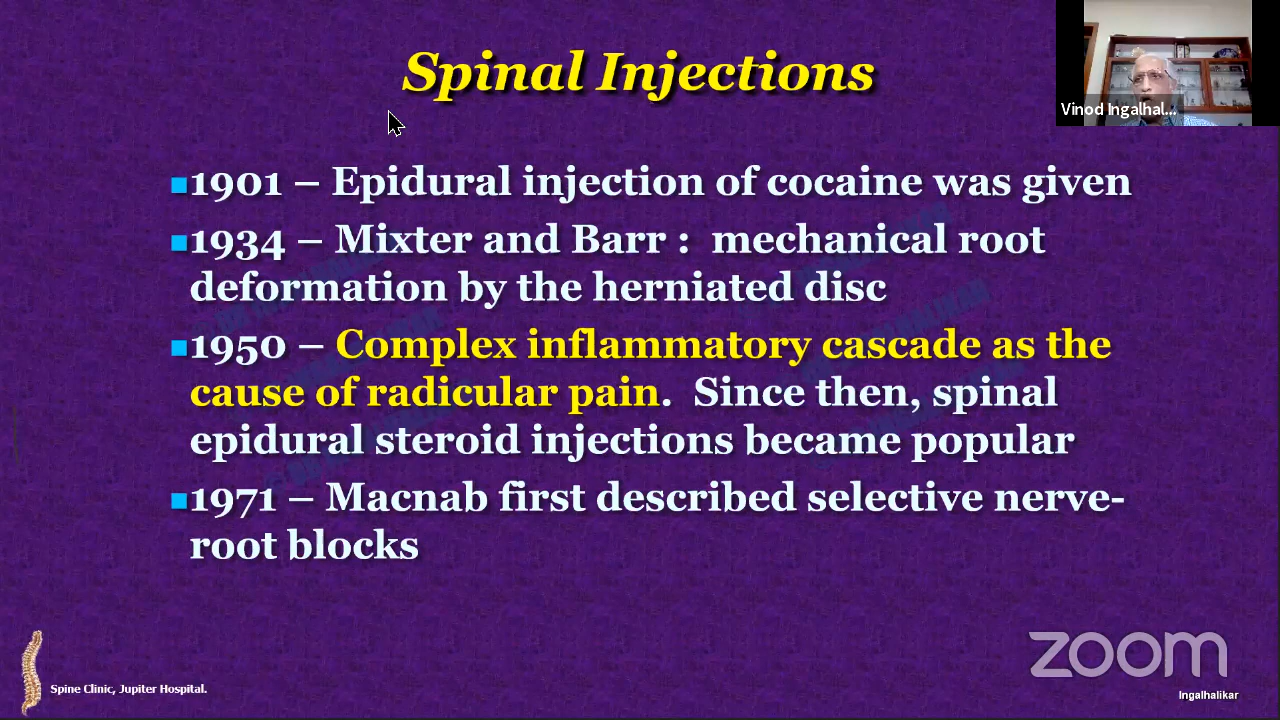 Spinal Injections
Vinod Ingalhal...
1901 – Epidural injection of cocaine was given
1934 – Mixter and Barr : mechanical root
deformation by the herniated disc
1950 – Complex inflammatory cascade as the
cause of radicular pain. Since then, spinal
epidural steroid injections became popular
1971 – Macnab first described selective nerve-
root blocks
zoom
Spine Clinic, Jupiter Hospital.
Ingalhalikar